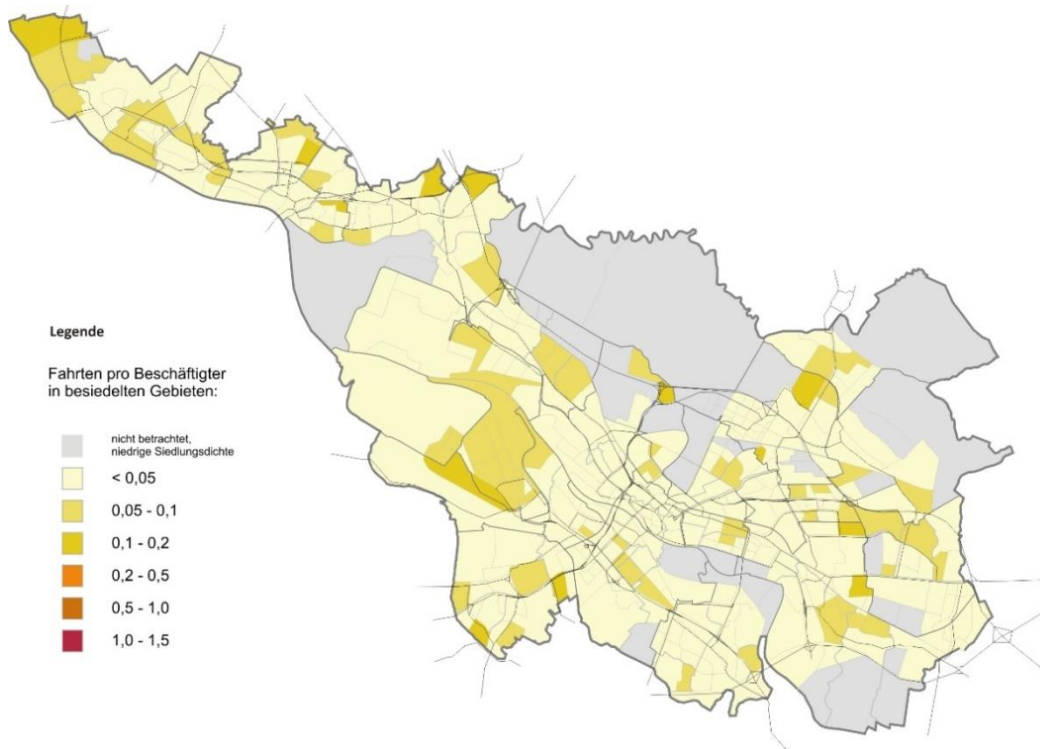 Legende
Fahrten pro Beschäftigter
in besiedelten Gebieten:
nicht betrachtet,
niedrige Siedlungsdichte
< 0,05
0,05 - 0,1
0,1 - 0,2
0,2 - 0,5
0,5 - 1,0
1,0 - 1,5